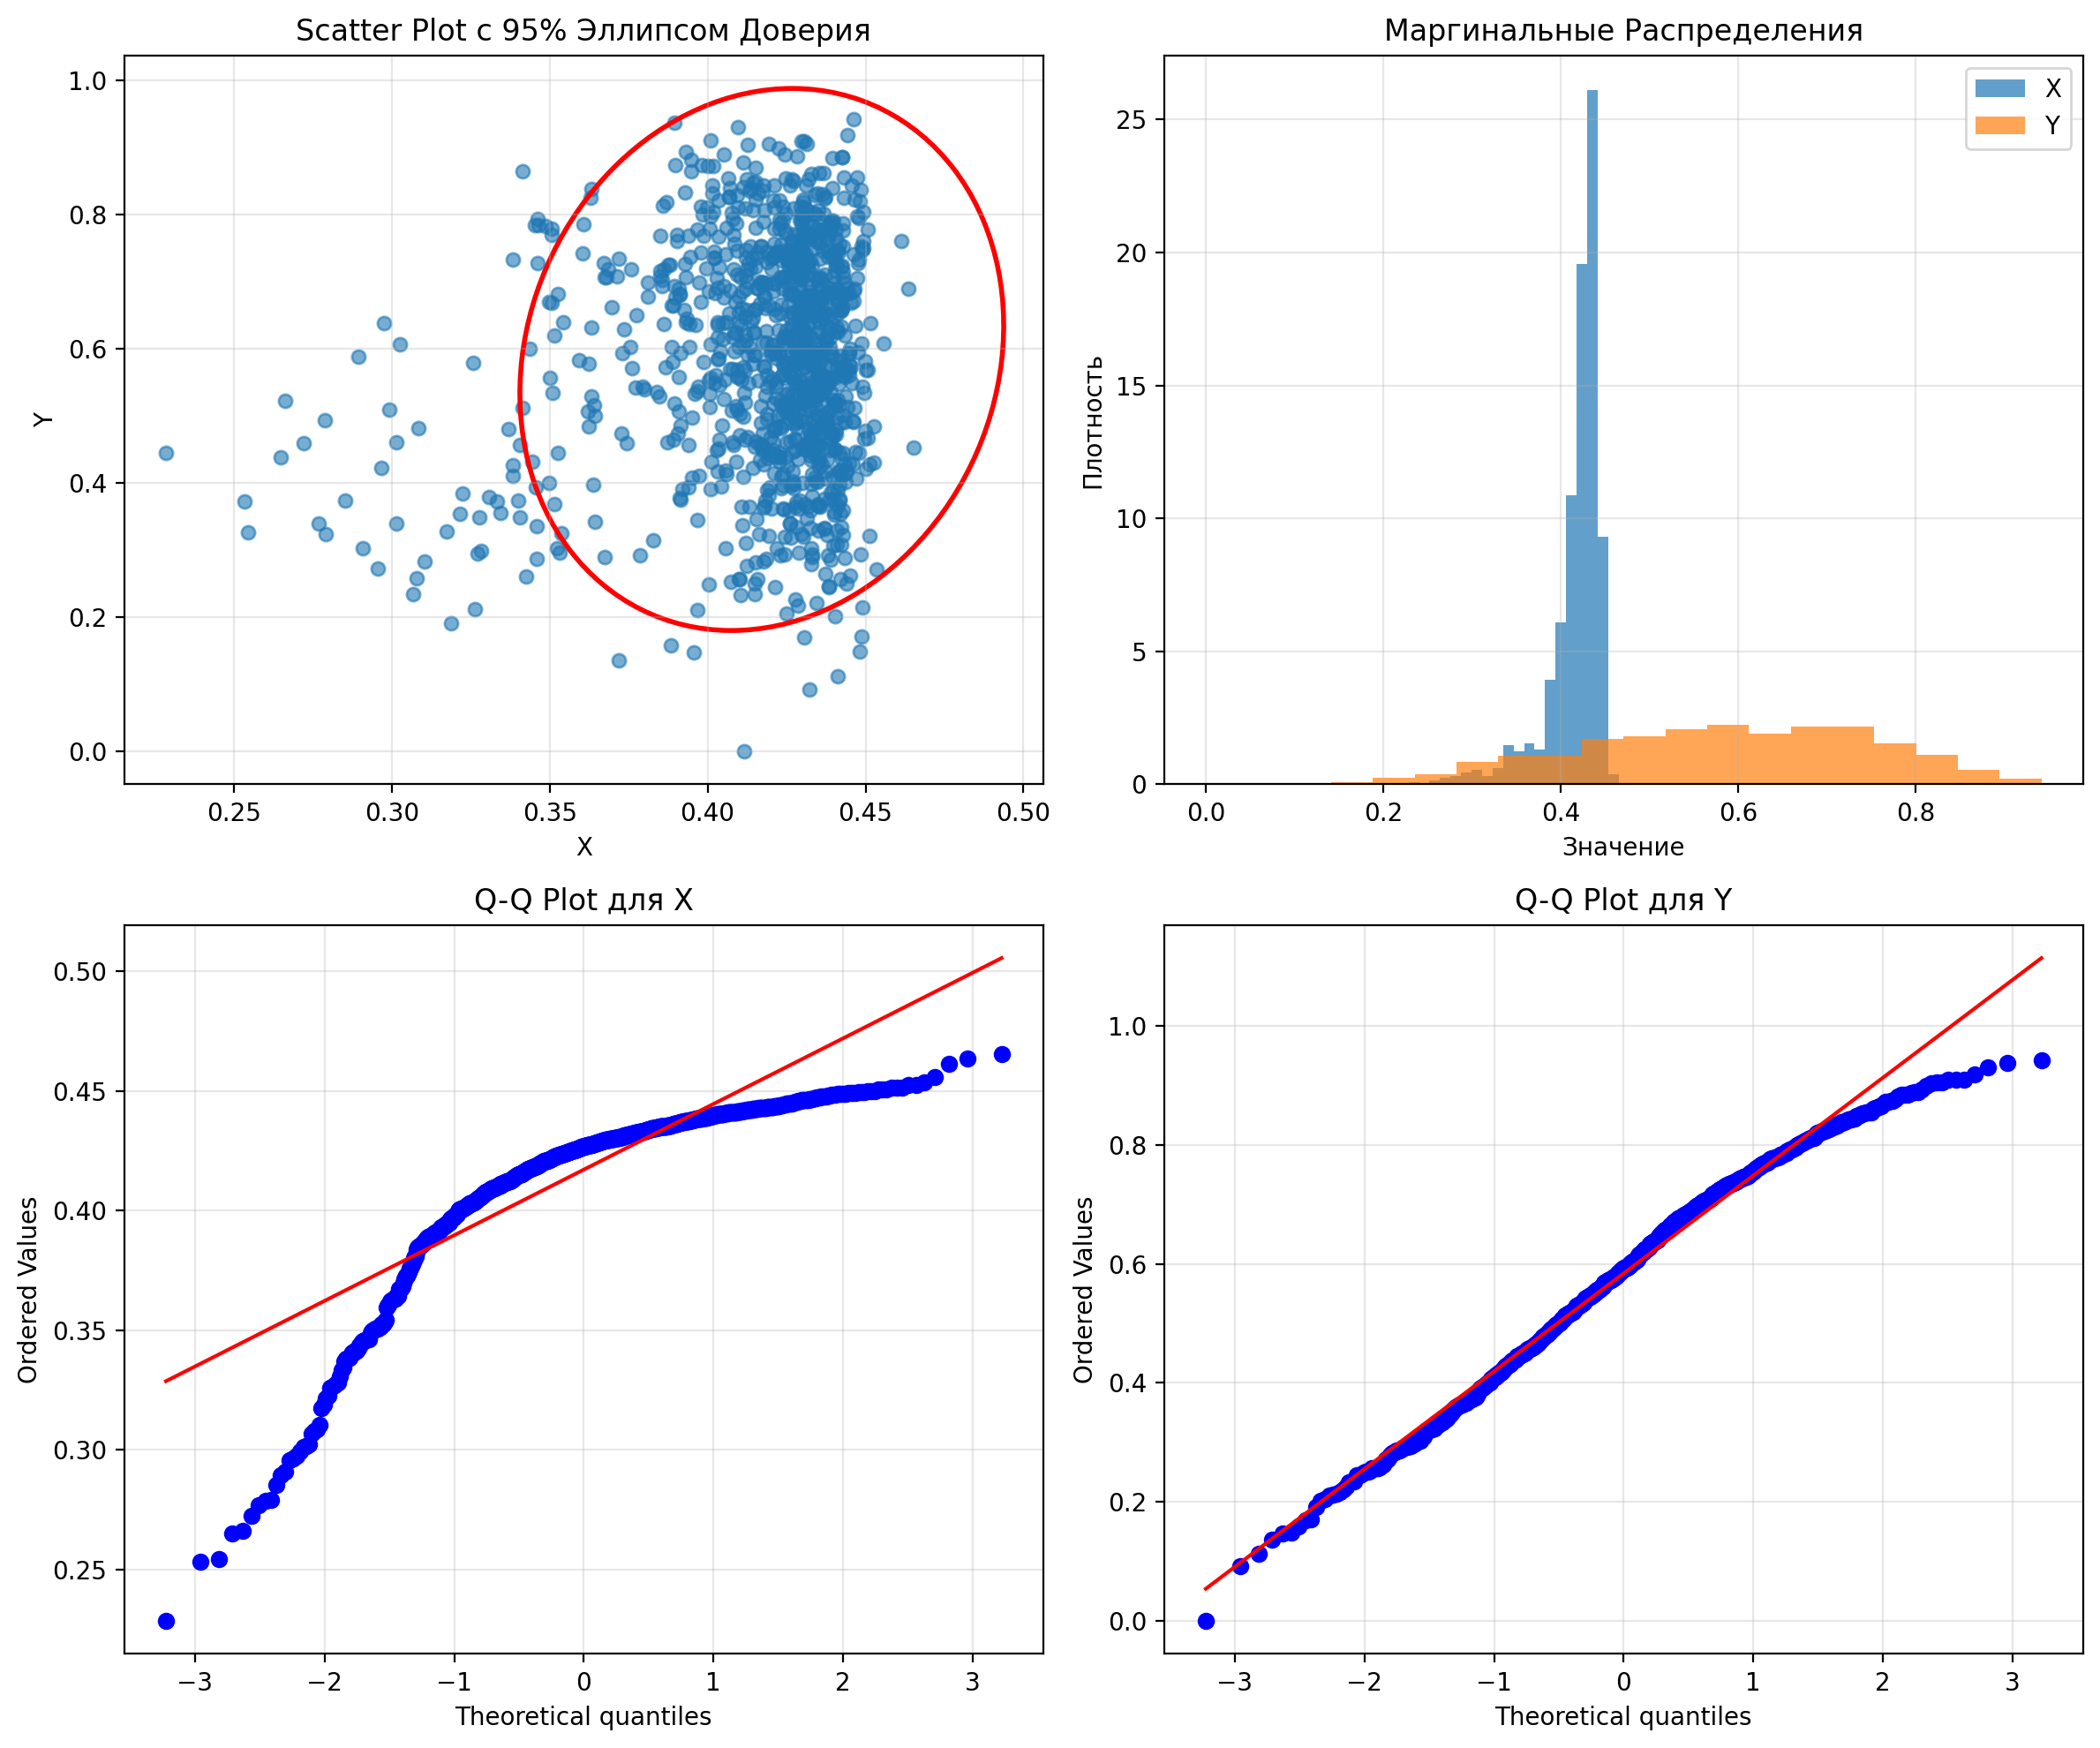 Scatter Plot с 95% Эллипсом Доверия
1.0
0.8
0.6
0.4
0.2
0.0
Y
0.25 0.30 0.35 0.40 0.45 0.50
X
Маргинальные Распределения
X
Y
25
20
15
10
5
0
Плотность
0.0 0.2 0.4 0.6 0.8
Значение
Q-Q Plot для X
0.50
0.45
0.40
0.35
0.30
0.25
Ordered Values
−3 −2 −1 0 1 2 3
Theoretical quantiles
Q-Q Plot для Y
1.0
0.8
0.6
0.4
0.2
0.0
Ordered Values
−3 −2 −1 0 1 2 3
Theoretical quantiles